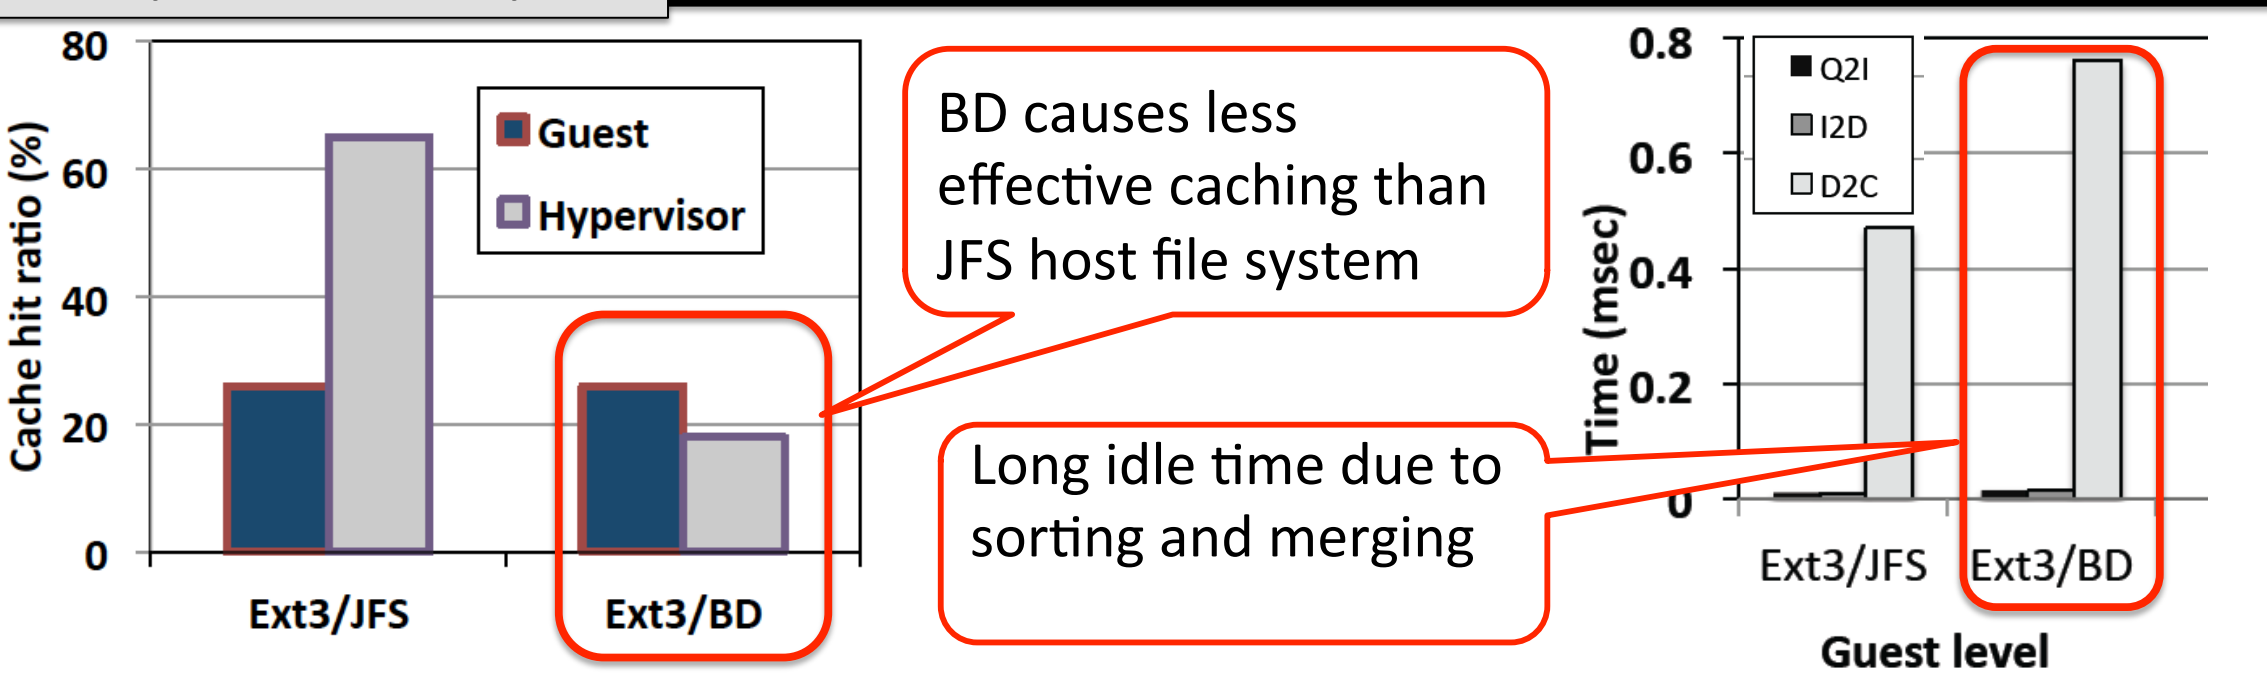 80
60
40
20
0
Cache hit ratio (%)
Guest
Hypervisor
Ext3/JFS
Ext3/BD
BD causes less
effective caching than
JFS host file system
Long idle time due to
sorting and merging
0.8
0.6
0.4
0.2
0
Time (msec)
Q2I
I2D
D2C
Ext3/JFS
Ext3/BD
Guest level